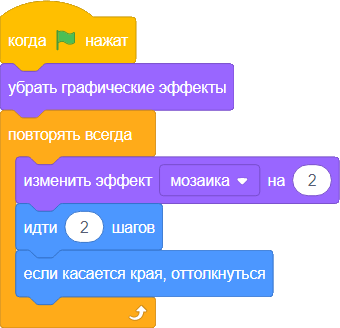 когда нажат
убрать графические эффекты
повторять всегда
изменить эффект мозаика на 2
идти 2 шагов
если касается края, оттолкнуться